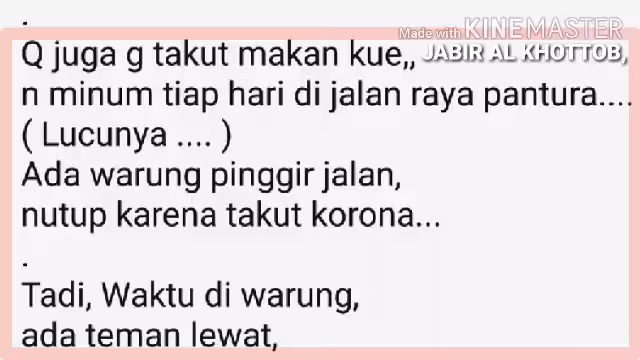 .
Made with KINEMASTER
Q juga g takut makan kue,,
JABIR AL KHOTTOB,
n minum tiap hari di jalan raya pantura....
( Lucunya .... )
Ada warung pinggir jalan,
nutup karena takut korona...
.
Tadi, Waktu di warung,
ada teman lewat,